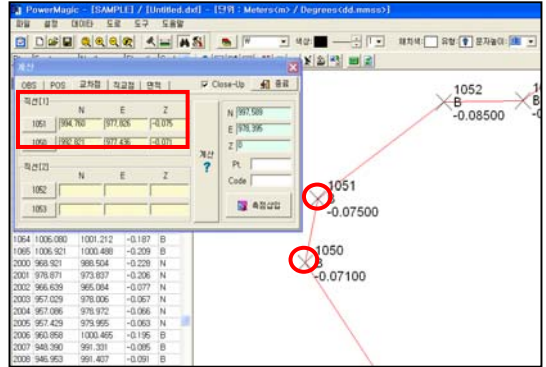 PowerMagic - [SAMPLE] / [Untitled.dxf] - [단위 : Meters<m> / Degrees<dd.mmss>]
파일 설정 데이타 도로 도구 도움말
색상: 해치색: 유형: 문자높이:
계산
OBS | POS 교차점 | 직교점 | 면적 | Close-Up 종료
직선[1]
N E Z
1051 994.760 977.826 -0.075
1050 992.821 977.436 -0.071
직선[2]
N E Z
1052
1053
계산
?
N 997.589
E 978.395
Z 0
Pt.
Code
측점삽입
1064 1006.080 1001.212 -0.187 B
1065 1006.921 1000.488 -0.209 B
2000 968.921 986.504 -0.228 N
2001 978.871 973.837 -0.206 N
2002 966.639 965.084 -0.077 N
2003 957.029 978.006 -0.067 N
2004 957.086 978.972 -0.066 N
2005 957.429 979.955 -0.063 N
2006 960.858 1000.465 -0.195 B
2007 948.390 991.331 -0.085 B
2008 946.953 991.407 -0.091 B
1052
B
-0.08500
B
1051
B
-0.07500
1050
B
-0.07100